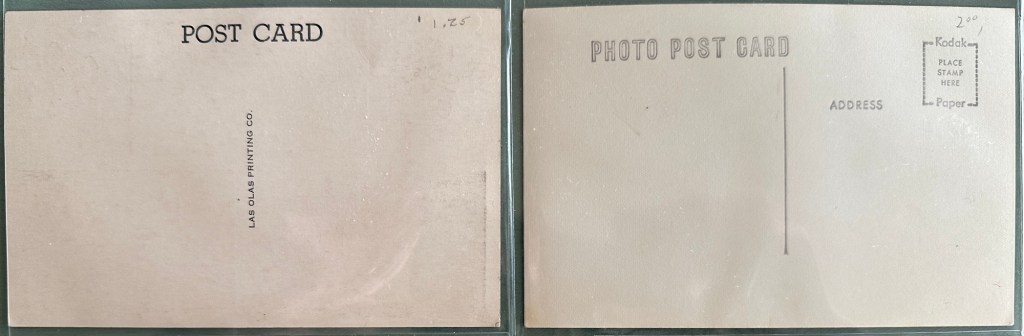 1.25
POST CARD
LAS OLAS PRINTING CO.
2.00
PHOTO POST CARD
Kodak
PLACE
STAMP
HERE
Paper
ADDRESS